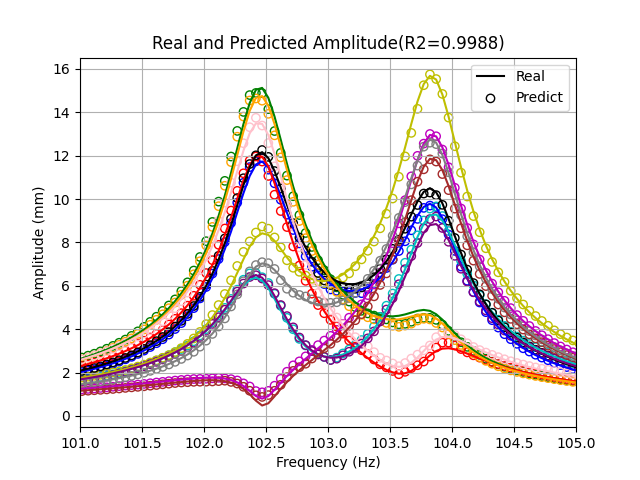 Real and Predicted Amplitude(R2=0.9988)
Real
Predict
16
14
12
10
8
6
4
2
0
Amplitude (mm)
101.0 101.5 102.0 102.5 103.0 103.5 104.0 104.5 105.0
Frequency (Hz)